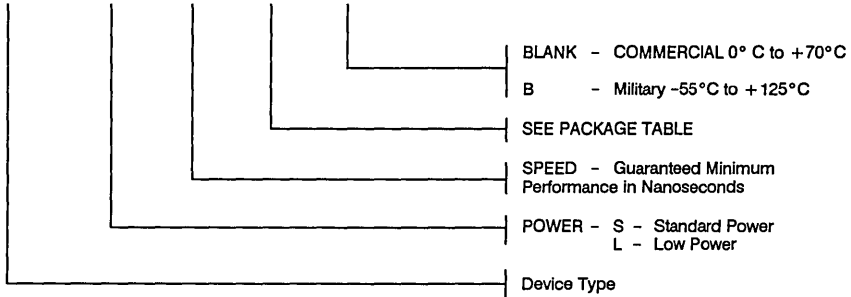 BLANK - COMMERCIAL 0° C to +70°C
B - Military -55°C to +125°C
SEE PACKAGE TABLE
SPEED - Guaranteed Minimum
Performance in Nanoseconds
POWER - S - Standard Power
L - Low Power
Device Type